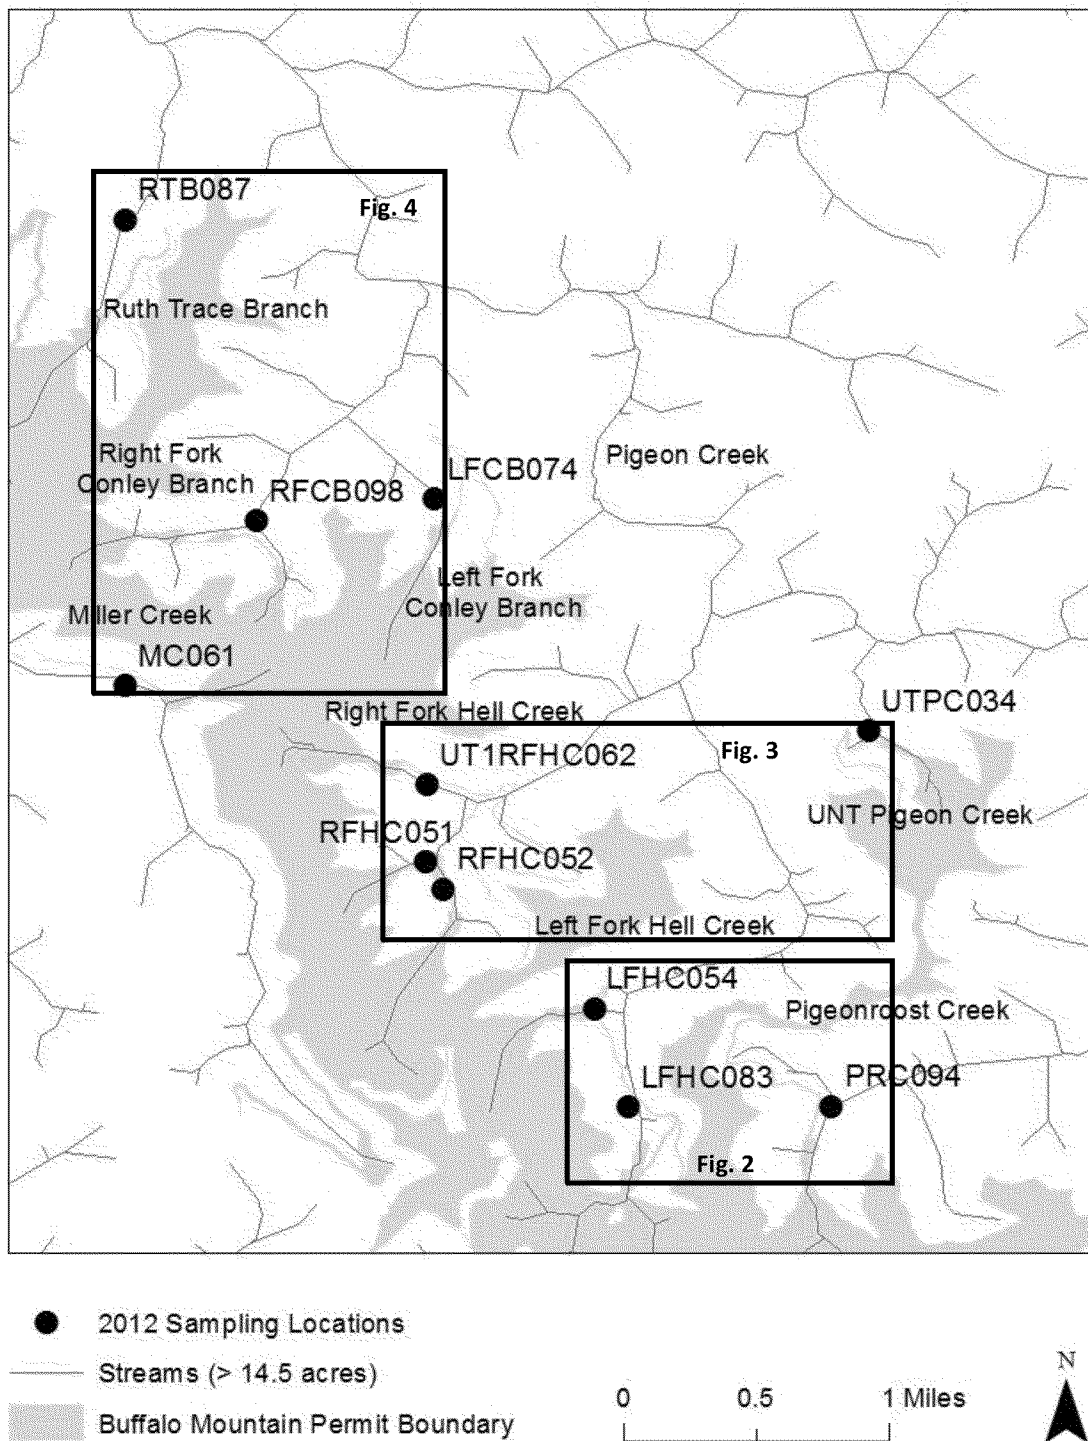 RTB087
Fig. 4
Ruth Trace Branch
Right Fork
Conley Branch
RFCB098
LFCB074
Pigeon Creek
Left Fork
Conley Branch
Miller Creek
MC061
Right Fork Hell Creek
UTPC034
UT1RFHC062
Fig. 3
UNT Pigeon Creek
RFHC051
RFHC052
Left Fork Hell Creek
LFHC054
Pigeonroost Creek
LFHC083
PRC094
Fig. 2
2012 Sampling Locations
Streams (> 14.5 acres)
Buffalo Mountain Permit Boundary
0 0.5 1 Miles
N